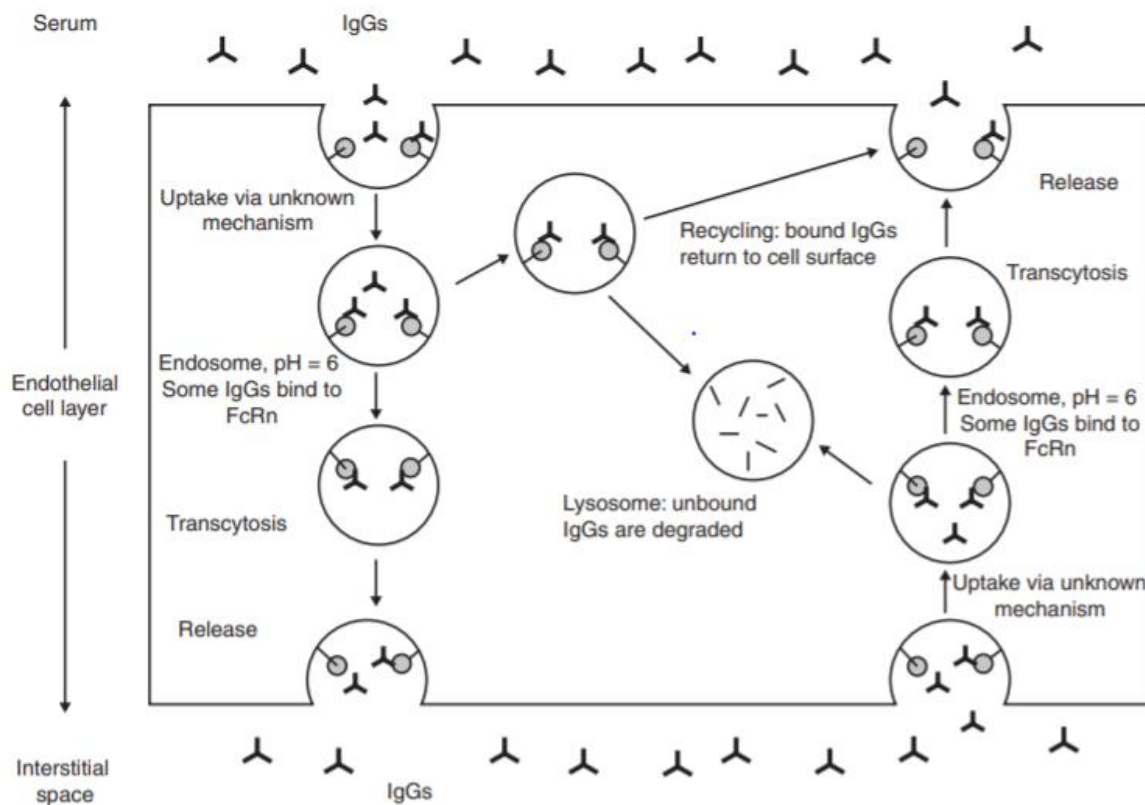 Serum
IgGs
Uptake via unknown
mechanism
Release
Recycling: bound IgGs
return to cell surface
Transcytosis
Endosome, pH = 6
Some IgGs bind to
FcRn
Endothelial
cell layer
Endosome, pH = 6
Some IgGs bind to
FcRn
Lysosome: unbound
IgGs are degraded
Transcytosis
Uptake via unknown
mechanism
Release
Interstitial
space
IgGs